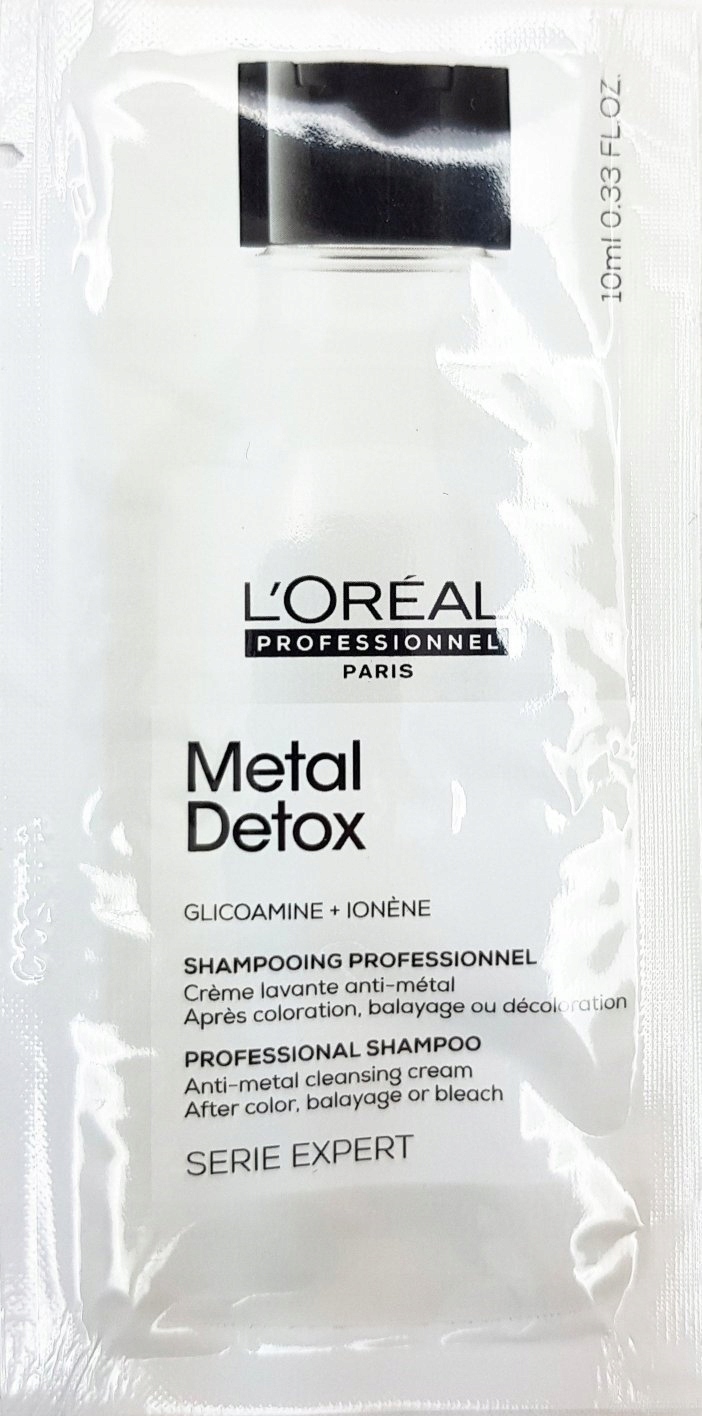 10ml 0.33 FL.OZ.
L'ORÉAL
PROFESSIONNEL
PARIS
Metal
Detox
GLICOAMINE + IONÈNE
SHAMPOOING PROFESSIONNEL
Crème lavante anti-métal
Après coloration, balayage ou décoloration
PROFESSIONAL SHAMPOO
Anti-metal cleansing cream
After color, balayage or bleach
SERIE EXPERT